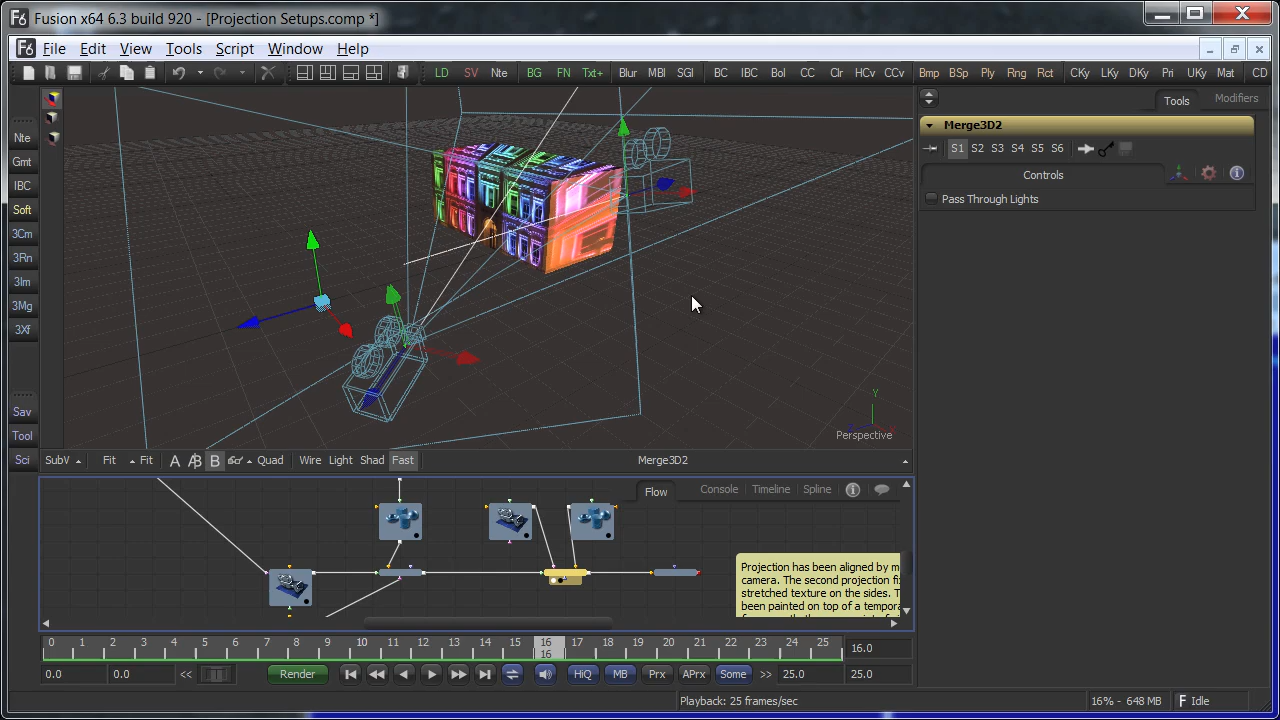 Fusion x64 6.3 build 920 - [Projection Setups.comp *]
File Edit View Tools Script Window Help
LD SV Nte BG FN Txt+ Blur MBl SGl BC IBC Bol CC Clr HCv CCv Bmp BSp Ply Rng Rct CKy LKy DKy Pri UKy Mat CD
Tools Modifiers
Merge3D2
S1 S2 S3 S4 S5 S6
Controls
Pass Through Lights
Nte
Gmt
IBC
Soft
3Cm
3Rn
3Im
3Mg
3Xf
Sav
Tool
Sci
Y
Perspective
SubV Fit Fit A B Quad Wire Light Shad Fast Merge3D2
Flow Console Timeline Spline
Projection has been aligned by m
camera. The second projection fi
stretched texture on the sides. T
been painted on top of a tempora
0 1 2 3 4 5 6 7 8 9 10 11 12 13 14 15 16 17 18 19 20 21 22 23 24 25
16
16.0
0.0 0.0 << Render HiQ MB Prx APrx Some >> 25.0 25.0
Playback: 25 frames/sec 16% - 648 MB Idle